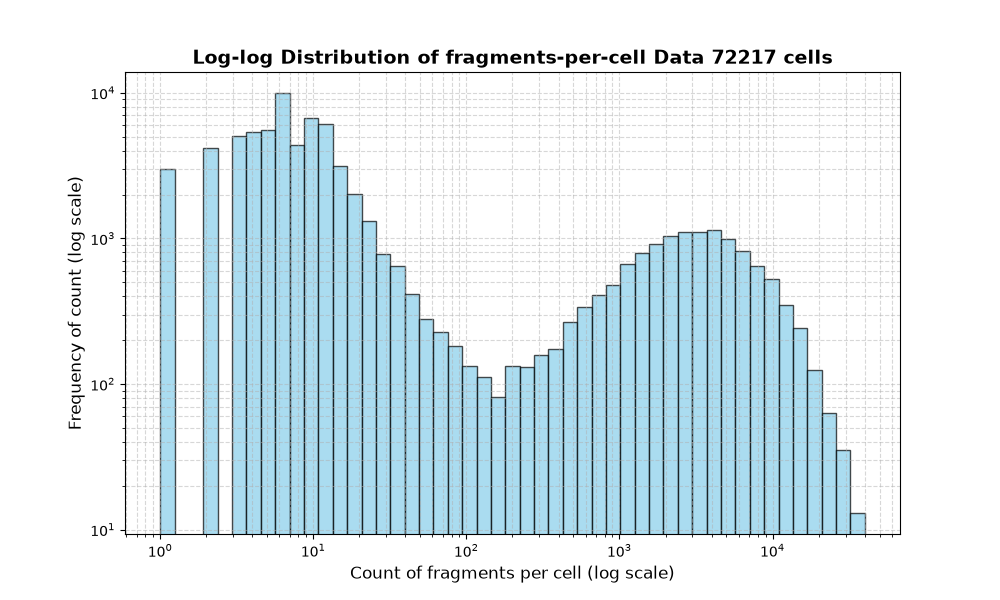 Log-log Distribution of fragments-per-cell Data 72217 cells
Frequency of count (log scale)
10⁴
10³
10²
10¹
10⁰ 10¹ 10² 10³ 10⁴
Count of fragments per cell (log scale)